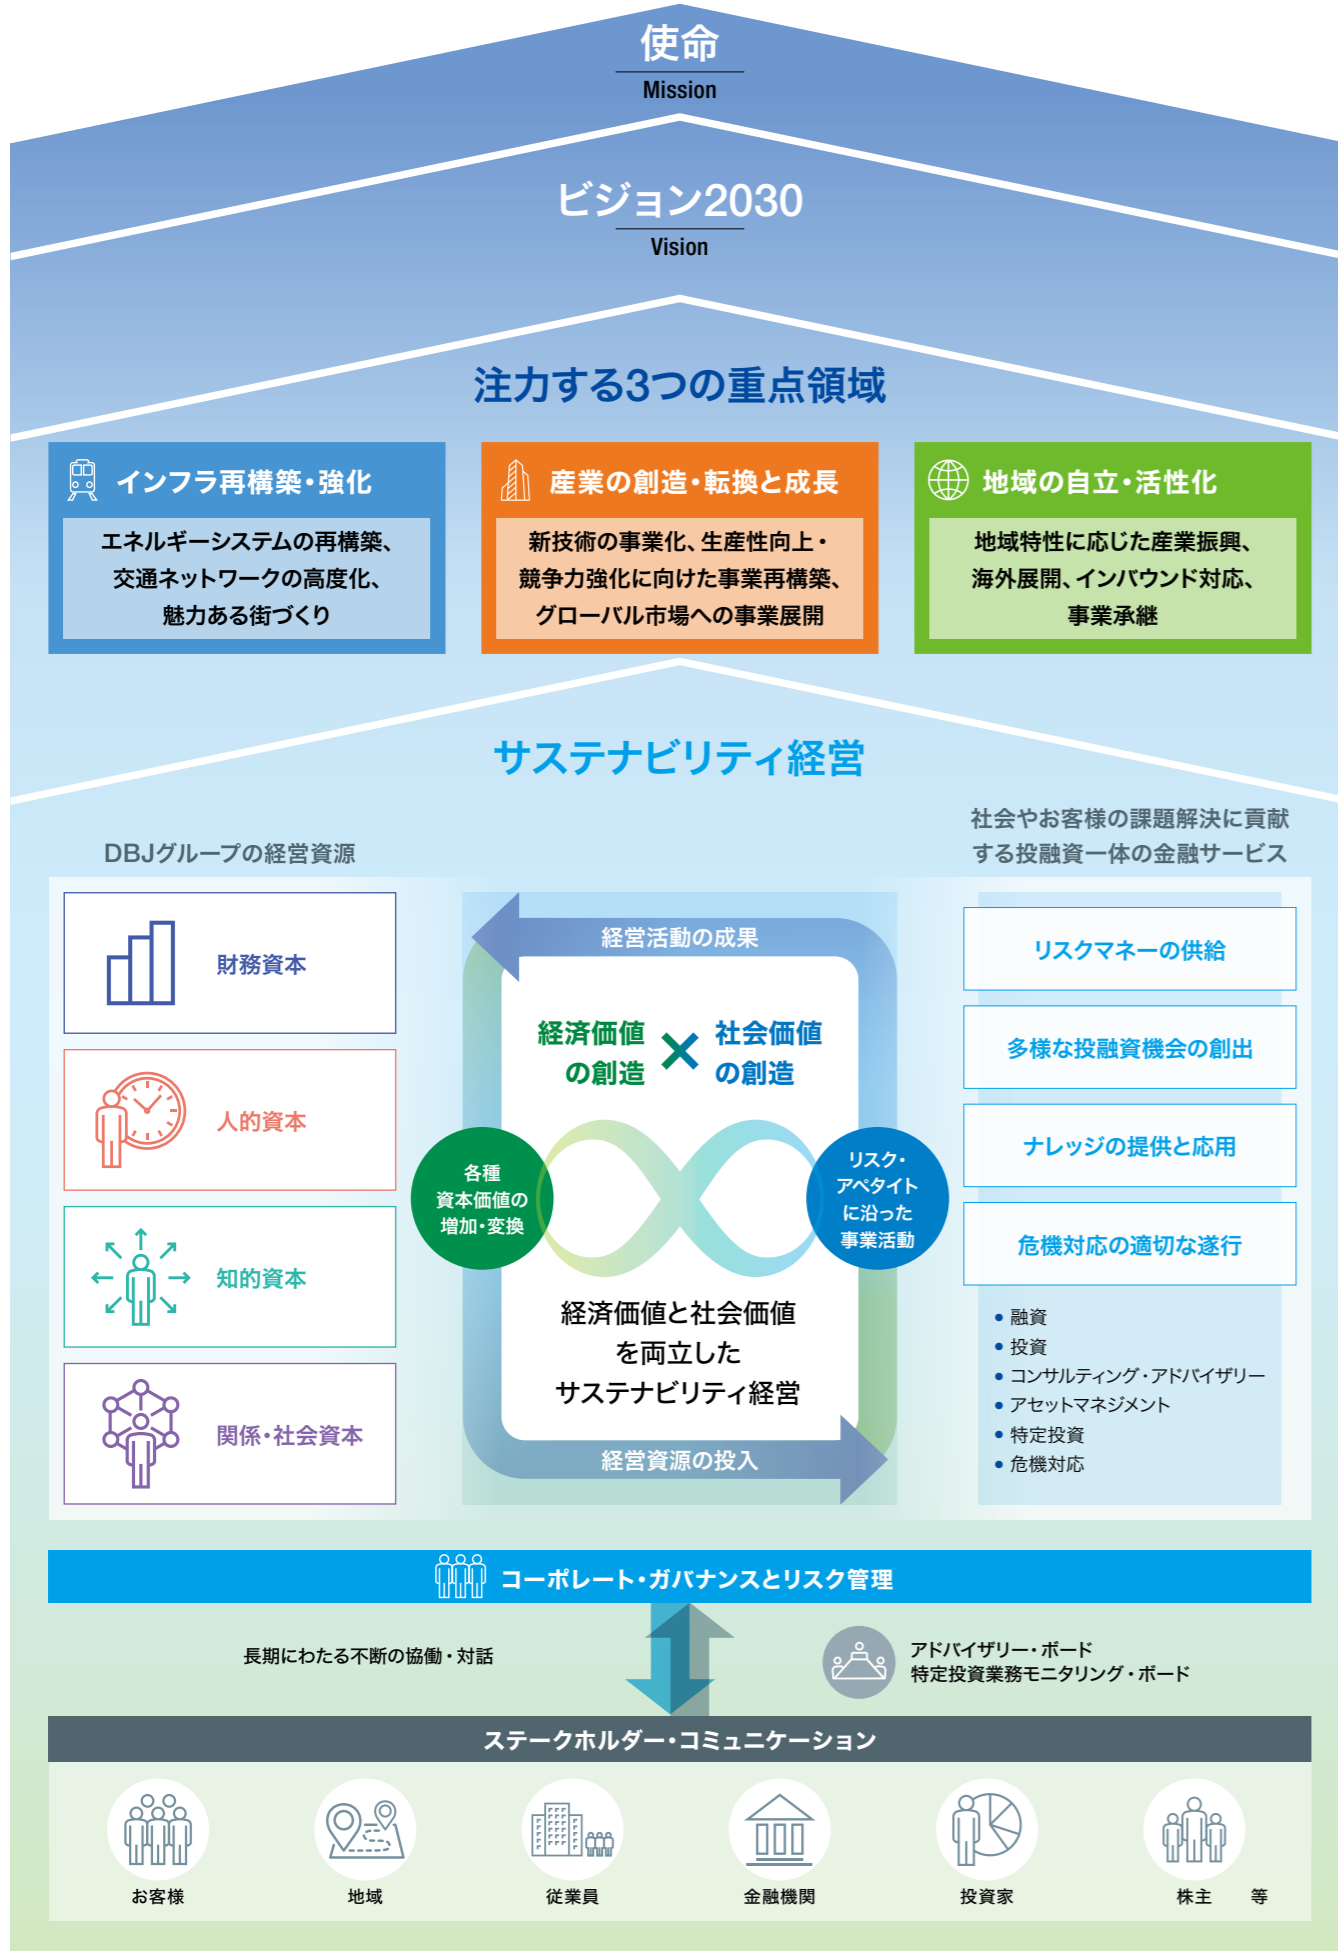 使命
Mission
ビジョン2030
Vision
注力する3つの重点領域
インフラ再構築・強化
エネルギーシステムの再構築、
交通ネットワークの高度化、
魅力ある街づくり
産業の創造・転換と成長
新技術の事業化、生産性向上・
競争力強化に向けた事業再構築、
グローバル市場への事業展開
地域の自立・活性化
地域特性に応じた産業振興、
海外展開、インバウンド対応、
事業承継
サステナビリティ経営
DBJグループの経営資源
財務資本
人的資本
知的資本
関係・社会資本
経営活動の成果
経済価値
の創造
×
社会価値
の創造
各種
資本価値の
増加・変換
リスク・
アペタイト
に沿った
事業活動
経済価値と社会価値
を両立した
サステナビリティ経営
経営資源の投入
社会やお客様の課題解決に貢献
する投融資一体の金融サービス
リスクマネーの供給
多様な投融資機会の創出
ナレッジの提供と応用
危機対応の適切な遂行
• 融資
• 投資
• コンサルティング・アドバイザリー
• アセットマネジメント
• 特定投資
• 危機対応
コーポレート・ガバナンスとリスク管理
長期にわたる不断の協働・対話
アドバイザリー・ボード
特定投資業務モニタリング・ボード
ステークホルダー・コミュニケーション
お客様
地域
従業員
金融機関
投資家
株主 等